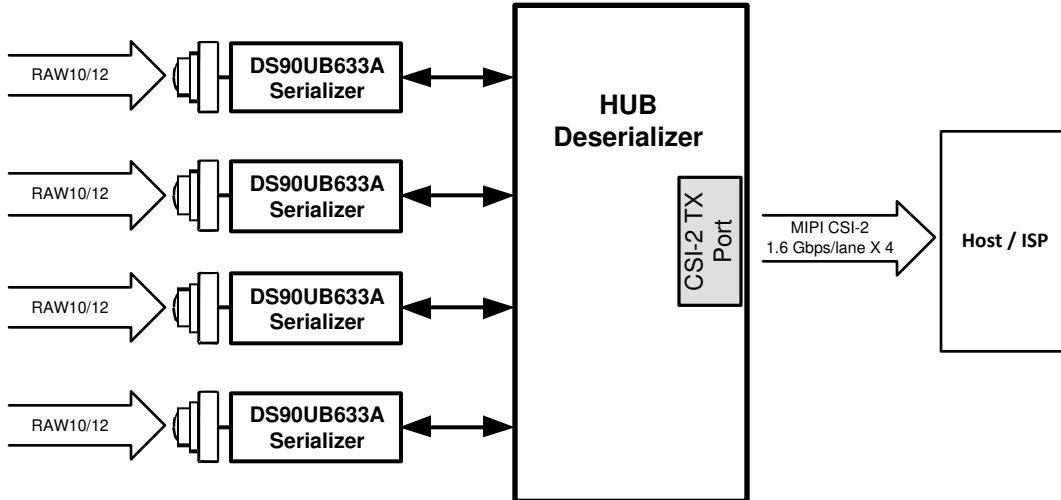 RAW10/12
DS90UB633A
Serializer
RAW10/12
DS90UB633A
Serializer
RAW10/12
DS90UB633A
Serializer
RAW10/12
DS90UB633A
Serializer
HUB
Deserializer
CSI-2 TX
Port
MIPI CSI-2
1.6 Gbps/lane X 4
Host / ISP